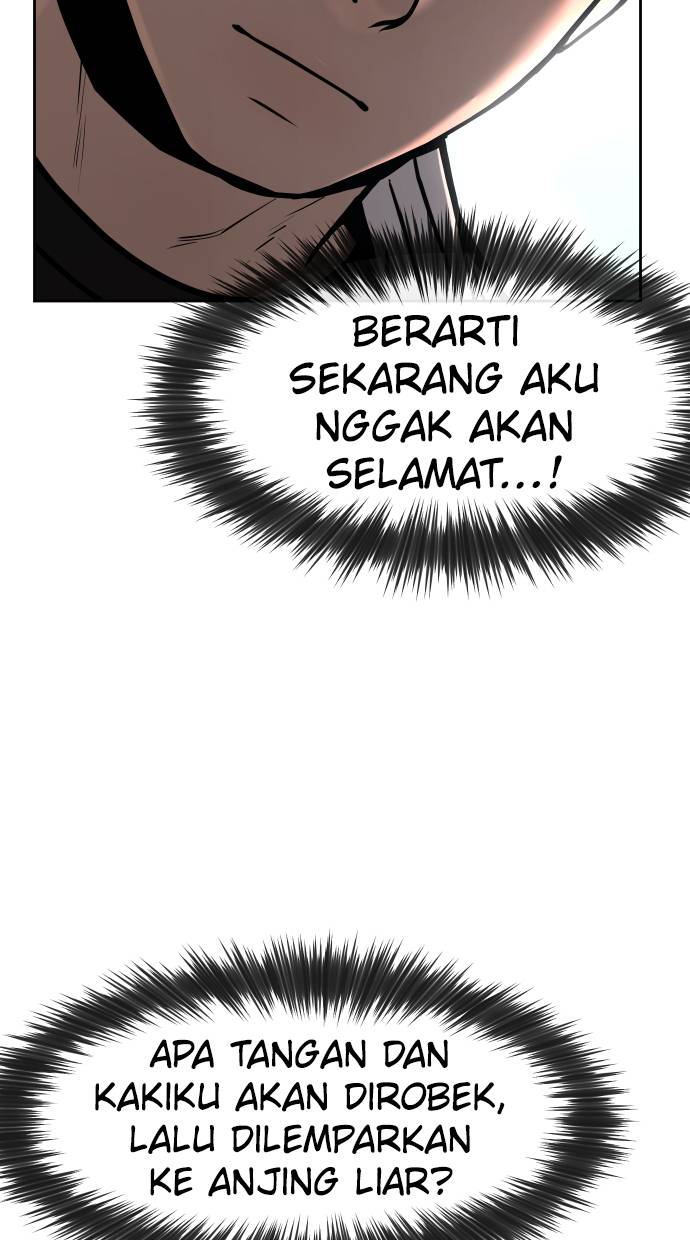 BERARTI
SEKARANG AKU
NGGAK AKAN
SELAMAT...!
APA TANGAN DAN
KAKIKU AKAN DIROBEK,
LALU DILEMPARKAN
KE ANJING LIAR?